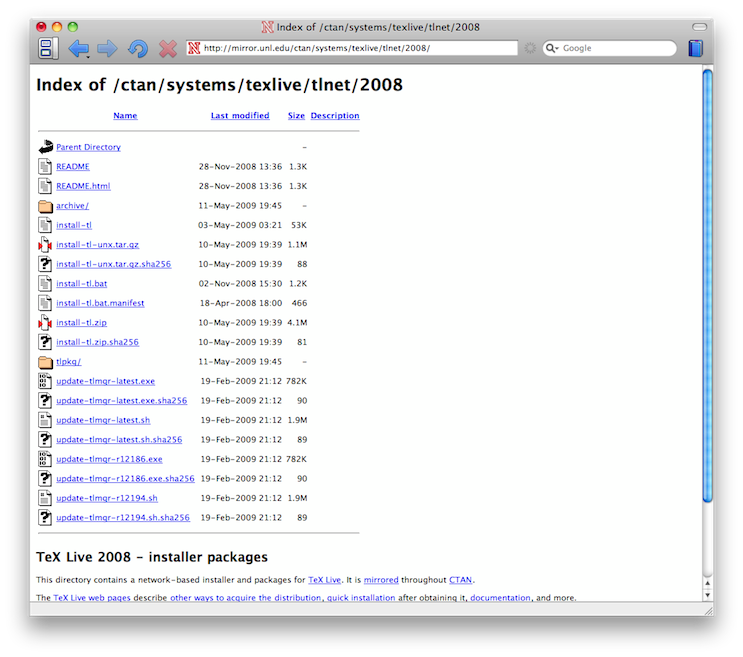 Index of /ctan/systems/texlive/tlnet/2008
http://mirror.unl.edu/ctan/systems/texlive/tlnet/2008/ Google
Index of /ctan/systems/texlive/tlnet/2008
Name Last modified Size Description
Parent Directory –
README 28-Nov-2008 13:36 1.3K
README.html 28-Nov-2008 13:36 1.3K
archive/ 11-May-2009 19:45 –
install-tl 03-May-2009 03:21 53K
install-tl-unx.tar.gz 10-May-2009 19:39 1.1M
install-tl-unx.tar.gz.sha256 10-May-2009 19:39 88
install-tl.bat 02-Nov-2008 15:30 1.2K
install-tl.bat.manifest 18-Apr-2008 18:00 466
install-tl.zip 10-May-2009 19:39 4.1M
install-tl.zip.sha256 10-May-2009 19:39 81
tlpkg/ 11-May-2009 19:45 –
update-tlmgr-latest.exe 19-Feb-2009 21:12 782K
update-tlmgr-latest.exe.sha256 19-Feb-2009 21:12 90
update-tlmgr-latest.sh 19-Feb-2009 21:12 1.9M
update-tlmgr-latest.sh.sha256 19-Feb-2009 21:12 89
update-tlmgr-r12186.exe 19-Feb-2009 21:12 782K
update-tlmgr-r12186.exe.sha256 19-Feb-2009 21:12 90
update-tlmgr-r12194.sh 19-Feb-2009 21:12 1.9M
update-tlmgr-r12194.sh.sha256 19-Feb-2009 21:12 89
TeX Live 2008 – installer packages
This directory contains a network-based installer and packages for TeX Live. It is mirrored throughout CTAN.
The TeX Live web pages describe other ways to acquire the distribution, quick installation after obtaining it, documentation, and more.